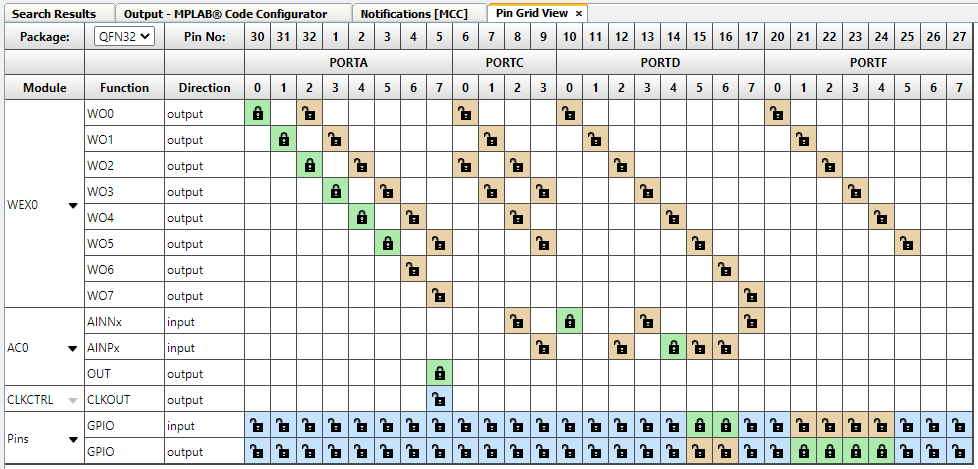 Search Results Output - MPLAB® Code Configurator Notifications [MCC] Pin Grid View ×
Package: QFN32 Pin No: 30 31 32 1 2 3 4 5 6 7 8 9 10 11 12 13 14 15 16 17 20 21 22 23 24 25 26 27
PORTA PORTC PORTD PORTF
Module Function Direction 0 1 2 3 4 5 6 7 0 1 2 3 0 1 2 3 4 5 6 7 0 1 2 3 4 5 6 7
WEX0
WO0 output
WO1 output
WO2 output
WO3 output
WO4 output
WO5 output
WO6 output
WO7 output
AC0
AINNx input
AINPx input
OUT output
CLKCTRL CLKOUT output
Pins
GPIO input
GPIO output